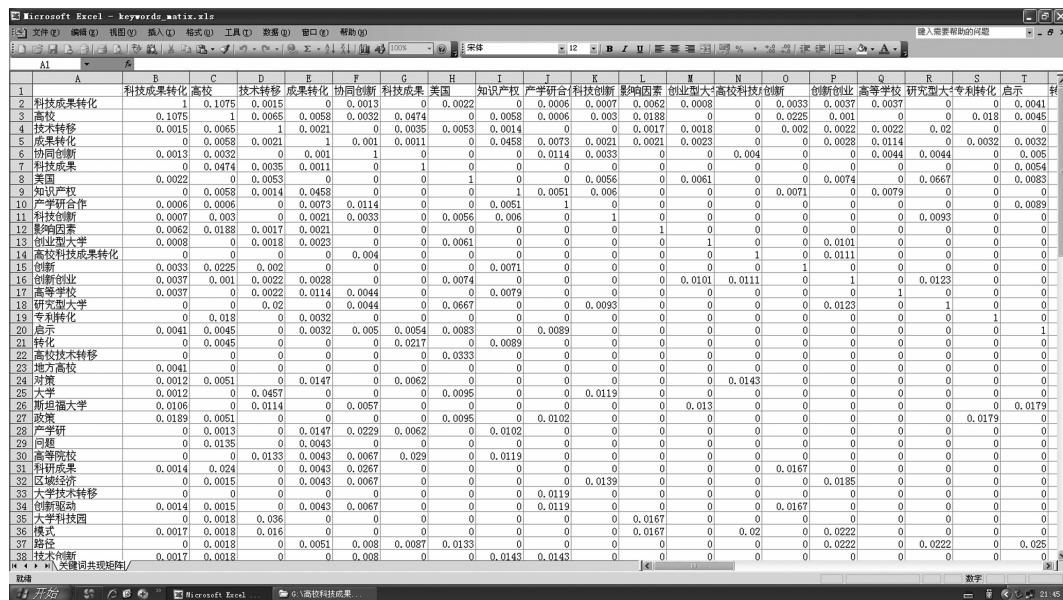 Microsoft Excel - keywords_matix.xls
文件(F) 编辑(E) 视图(V) 插入(I) 格式(O) 工具(T) 数据(D) 窗口(W) 帮助(H) 键入需要帮助的问题
100% 宋体 12 B I U
A1 fx
A B C D E F G H I J K L M N O P Q R S T
1 科技成果转化 高校 技术转移 成果转化 协同创新 科技成果 美国 知识产权 产学研合作 科技创新 影响因素 创业型大学 高校科技成 创新 创新创业 高等学校 研究型大学 专利转化 启示 转
2 科技成果转化 1 0.1075 0.0015 0 0.0013 0 0.0022 0 0.0006 0.0007 0.0062 0.0008 0 0.0033 0.0037 0.0037 0 0 0.0041
3 高校 0.1075 1 0.0065 0.0058 0.0032 0.0474 0 0.0058 0.0006 0.003 0.0188 0 0 0.0225 0.001 0 0 0.018 0.0045
4 技术转移 0.0015 0.0065 1 0.0021 0 0.0035 0.0053 0.0014 0 0 0.0017 0.0018 0 0.002 0.0022 0.0022 0.02 0 0
5 成果转化 0 0.0058 0.0021 1 0.001 0.0011 0 0.0458 0.0073 0.0021 0.0021 0.0023 0 0 0.0028 0.0114 0 0.0032 0.0032
6 协同创新 0.0013 0.0032 0 0.001 1 0 0 0 0.0114 0.0033 0 0 0.004 0 0 0.0044 0.0044 0 0.005
7 科技成果 0 0.0474 0.0035 0.0011 0 1 0 0 0 0 0 0 0 0 0 0 0 0 0.0054
8 美国 0.0022 0 0.0053 0 0 0 1 0 0 0.0056 0 0.0061 0 0 0.0074 0 0.0667 0 0.0083
9 知识产权 0 0.0058 0.0014 0.0458 0 0 0 1 0.0051 0.006 0 0 0 0.0071 0 0.0079 0 0 0
10 产学研合作 0.0006 0.0006 0 0.0073 0.0114 0 0 0.0051 1 0 0 0 0 0 0 0 0 0 0.0089
11 科技创新 0.0007 0.003 0 0.0021 0.0033 0 0.0056 0.006 0 1 0 0 0 0 0 0 0.0093 0 0
12 影响因素 0.0062 0.0188 0.0017 0.0021 0 0 0 0 0 0 1 0 0 0 0 0 0 0 0
13 创业型大学 0.0008 0 0.0018 0.0023 0 0 0.0061 0 0 0 0 1 0 0 0.0101 0 0 0 0
14 高校科技成果转化 0 0 0 0 0.004 0 0 0 0 0 0 0 1 0 0.0111 0 0 0 0
15 创新 0.0033 0.0225 0.002 0 0 0 0 0.0071 0 0 0 0 0 1 0 0 0 0 0
16 创新创业 0.0037 0.001 0.0022 0.0028 0 0 0.0074 0 0 0 0 0.0101 0.0111 0 1 0 0.0123 0 0
17 高等学校 0.0037 0 0.0022 0.0114 0.0044 0 0 0.0079 0 0 0 0 0 0 0 1 0 0 0
18 研究型大学 0 0 0.02 0 0.0044 0 0.0667 0 0 0.0093 0 0 0 0 0.0123 0 1 0 0
19 专利转化 0 0.018 0 0.0032 0 0 0 0 0 0 0 0 0 0 0 0 0 1 0
20 启示 0.0041 0.0045 0 0.0032 0.005 0.0054 0.0083 0 0.0089 0 0 0 0 0 0 0 0 0 1
21 转化 0 0.0045 0 0 0 0.0217 0 0.0089 0 0 0 0 0 0 0 0 0 0 0
22 高校技术转移 0 0 0 0 0 0 0.0333 0 0 0 0 0 0 0 0 0 0 0 0
23 地方高校 0.0041 0 0 0 0 0 0 0 0 0 0 0 0 0 0 0 0 0 0
24 对策 0.0012 0.0051 0 0.0147 0 0.0062 0 0 0 0 0 0 0.0143 0 0 0 0 0 0
25 大学 0.0012 0 0.0457 0 0 0 0.0095 0 0 0.0119 0 0 0 0 0 0 0 0 0
26 斯坦福大学 0.0106 0 0.0114 0 0.0057 0 0 0 0 0 0 0.013 0 0 0 0 0 0 0.0179
27 政策 0.0189 0.0051 0 0 0 0 0.0095 0 0.0102 0 0 0 0 0 0 0 0 0.0179 0
28 产学研 0 0.0013 0 0.0147 0.0229 0.0062 0 0.0102 0 0 0 0 0 0 0 0 0 0 0
29 问题 0 0.0135 0 0.0043 0 0 0 0 0 0 0 0 0 0 0 0 0 0 0
30 高等院校 0 0 0.0133 0.0043 0.0067 0.029 0 0.0119 0 0 0 0 0 0 0 0 0 0 0
31 科研成果 0.0014 0.024 0 0.0043 0.0267 0 0 0 0 0 0 0 0 0.0167 0 0 0 0 0
32 区域经济 0 0.0015 0 0.0043 0.0067 0 0 0 0 0.0139 0 0 0 0 0.0185 0 0 0 0
33 大学技术转移 0 0 0 0 0 0 0 0 0.0119 0 0 0 0 0 0 0 0 0 0
34 创新驱动 0.0014 0.0015 0 0.0043 0.0067 0 0 0 0.0119 0 0 0 0 0.0167 0 0 0 0 0
35 大学科技园 0 0.0018 0.036 0 0 0 0 0 0 0 0.0167 0 0 0 0 0 0 0 0
36 模式 0.0017 0.0018 0.016 0 0 0 0 0 0 0 0.0167 0 0.02 0 0.0222 0 0 0 0
37 路径 0 0.0018 0 0.0051 0.008 0.0087 0.0133 0 0 0 0 0 0 0 0.0222 0 0.0222 0 0.025
38 技术创新 0.0017 0.0018 0 0 0.008 0 0 0.0143 0.0143 0 0 0 0 0 0 0 0 0 0
关键词共现矩阵
就绪 数字
开始 Microsoft Excel ... G:\高校科技成果... 21:45